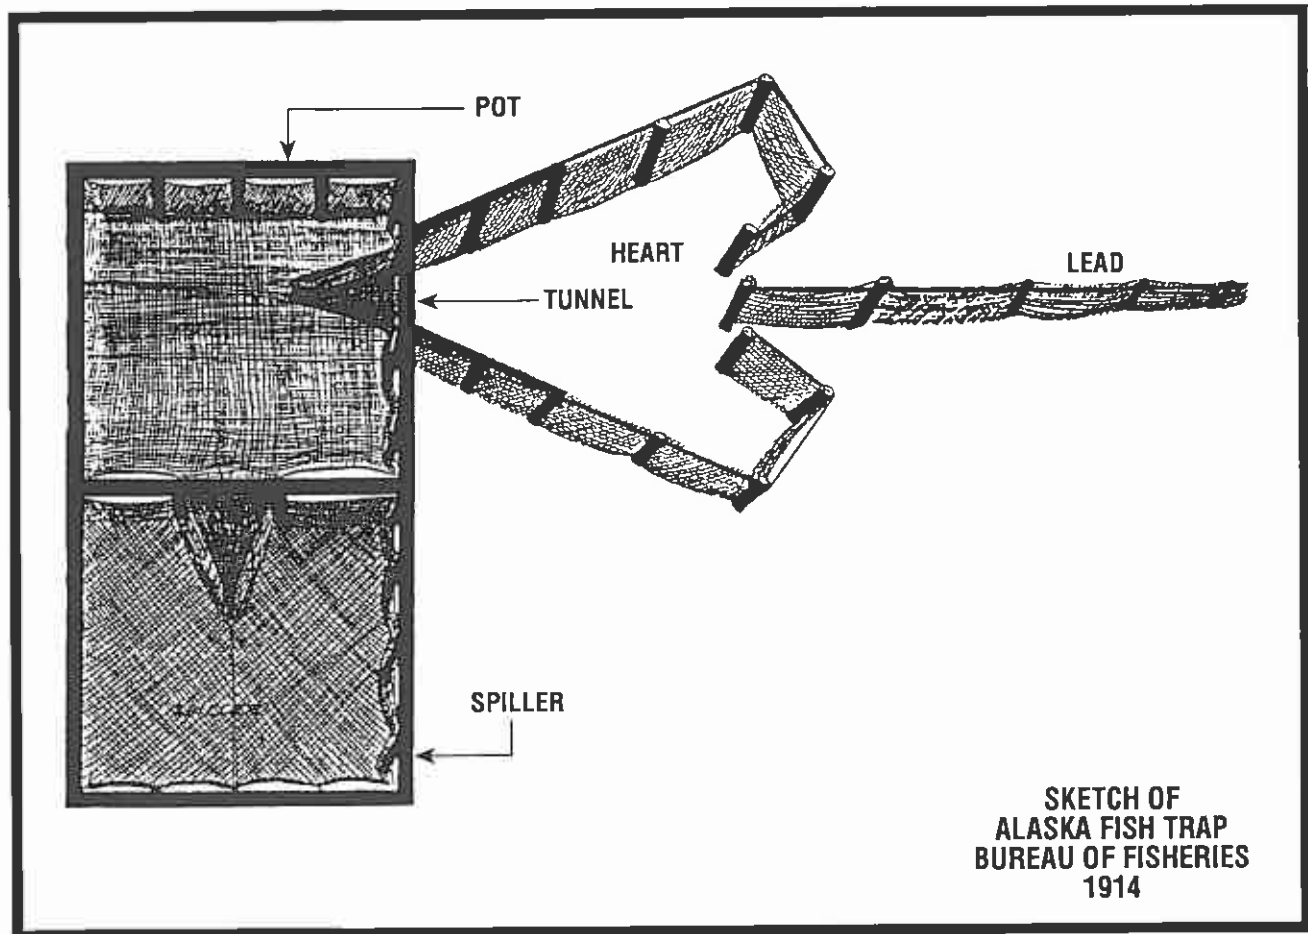 POT
HEART
LEAD
TUNNEL
SPILLER
SKETCH OF
ALASKA FISH TRAP
BUREAU OF FISHERIES
1914